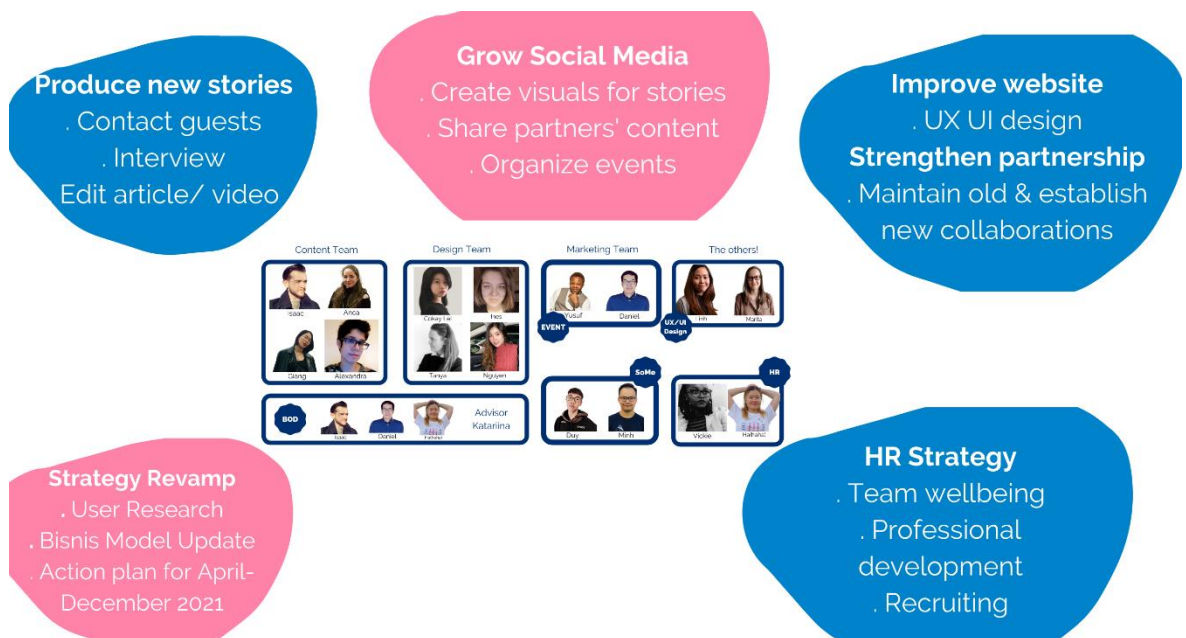 Produce new stories
. Contact guests
. Interview
Edit article/ video
Grow Social Media
. Create visuals for stories
. Share partners' content
. Organize events
Improve website
. UX UI design
Strengthen partnership
. Maintain old & establish
new collaborations
Content Team
Design Team
Marketing Team
The others!
Isaac
Anca
Giang
Alexandra
Cokay Lei
Ines
Tanya
Nguyen
Yusuf
Daniel
EVENT
UX/UI
Design
Linh
Malla
SoMe
Duy
Minh
HR
Vickie
Hahaha!
BOD
Isaac
Daniel
Advisor
Katariina
Strategy Revamp
. User Research
. Bisnis Model Update
. Action plan for April-
December 2021
HR Strategy
. Team wellbeing
. Professional
development
. Recruiting